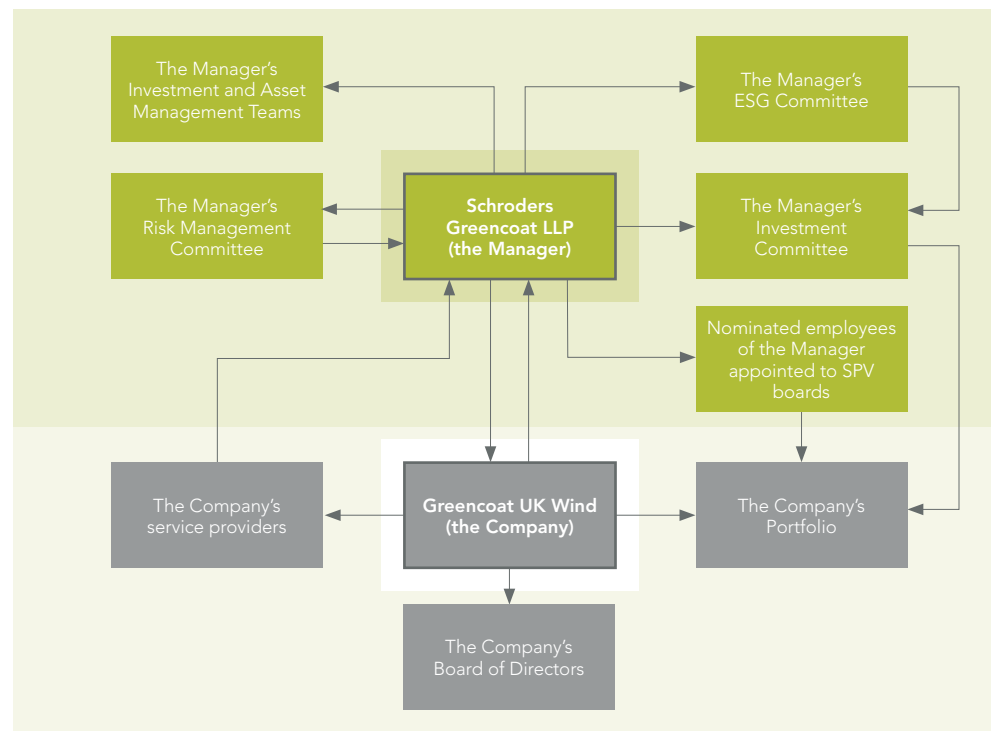 The Manager's
Investment and Asset
Management Teams
The Manager's
ESG Committee
The Manager's
Risk Management
Committee
Schroders
Greencoat LLP
(the Manager)
The Manager's
Investment
Committee
Nominated employees
of the Manager
appointed to SPV
boards
The Company's
service providers
Greencoat UK Wind
(the Company)
The Company's
Portfolio
The Company's
Board of Directors